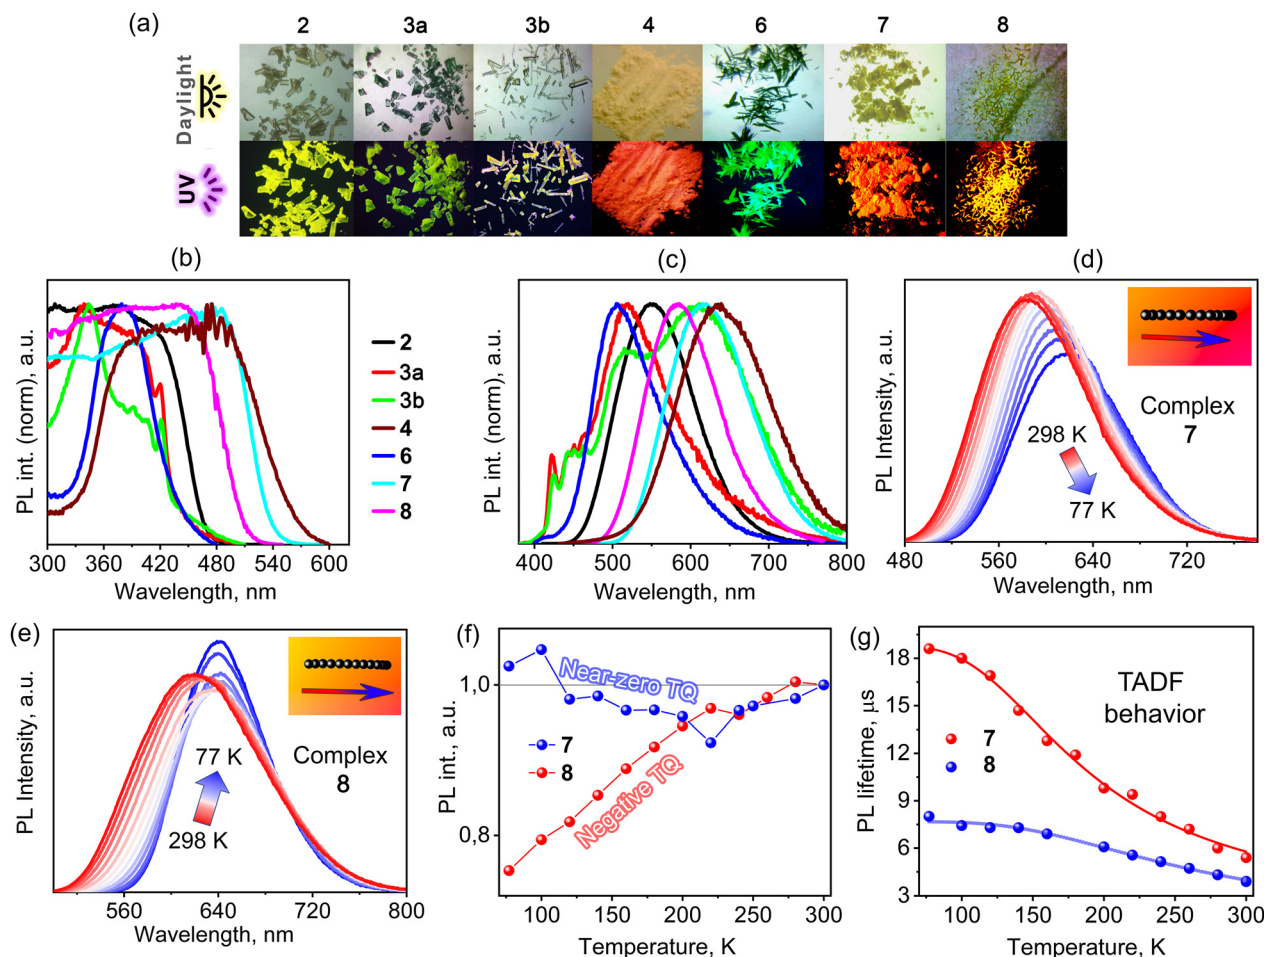 (a)
2 3a 3b 4 6 7 8
Daylight
UV
(b)
PL int. (norm), a.u.
300 360 420 480 540 600
Wavelength, nm
2
3a
3b
4
6
7
8
(c)
PL int. (norm), a.u.
400 500 600 700 800
Wavelength, nm
(d)
PL Intensity, a.u.
Complex
7
298 K
77 K
480 560 640 720
Wavelength, nm
(e)
PL Intensity, a.u.
77 K
Complex
8
298 K
560 640 720 800
Wavelength, nm
(f)
PL int., a.u.
1,0
0,8
Near-zero TQ
7
8
Negative TQ
100 150 200 250 300
Temperature, K
(g)
PL lifetime, µs
18
15
12
9
6
3
TADF
behavior
7
8
100 150 200 250 300
Temperature, K